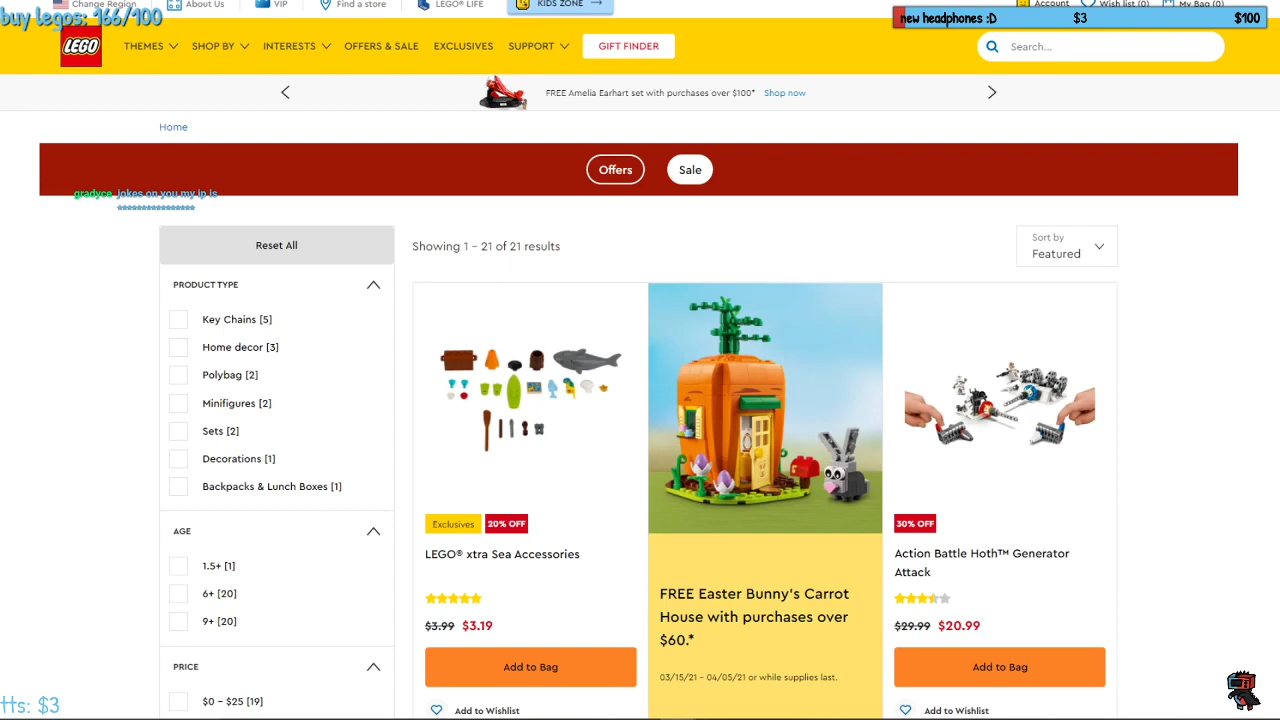 Change Region
About Us
VIP
Find a store
LEGO® LIFE
KIDS ZONE →
Account
Wish list (0)
My Bag (0)
buy legos: 166/100
new headphones :D $3 $100
LEGO
THEMES
SHOP BY
INTERESTS
OFFERS & SALE
EXCLUSIVES
SUPPORT
GIFT FINDER
Search...
FREE Amelia Earhart set with purchases over $100* Shop now
Home
Offers
Sale
gradyce jokes on you my ip is
****************
Reset All
Showing 1 - 21 of 21 results
Sort by
Featured
PRODUCT TYPE
Key Chains [5]
Home decor [3]
Polybag [2]
Minifigures [2]
Sets [2]
Decorations [1]
Backpacks & Lunch Boxes [1]
AGE
1.5+ [1]
6+ [20]
9+ [20]
PRICE
$0 - $25 [19]
Exclusives
20% OFF
LEGO® xtra Sea Accessories
$3.99 $3.19
Add to Bag
Add to Wishlist
FREE Easter Bunny's Carrot
House with purchases over
$60.*
03/15/21 - 04/05/21 or while supplies last.
30% OFF
Action Battle Hoth™ Generator
Attack
$29.99 $20.99
Add to Bag
Add to Wishlist
tts: $3